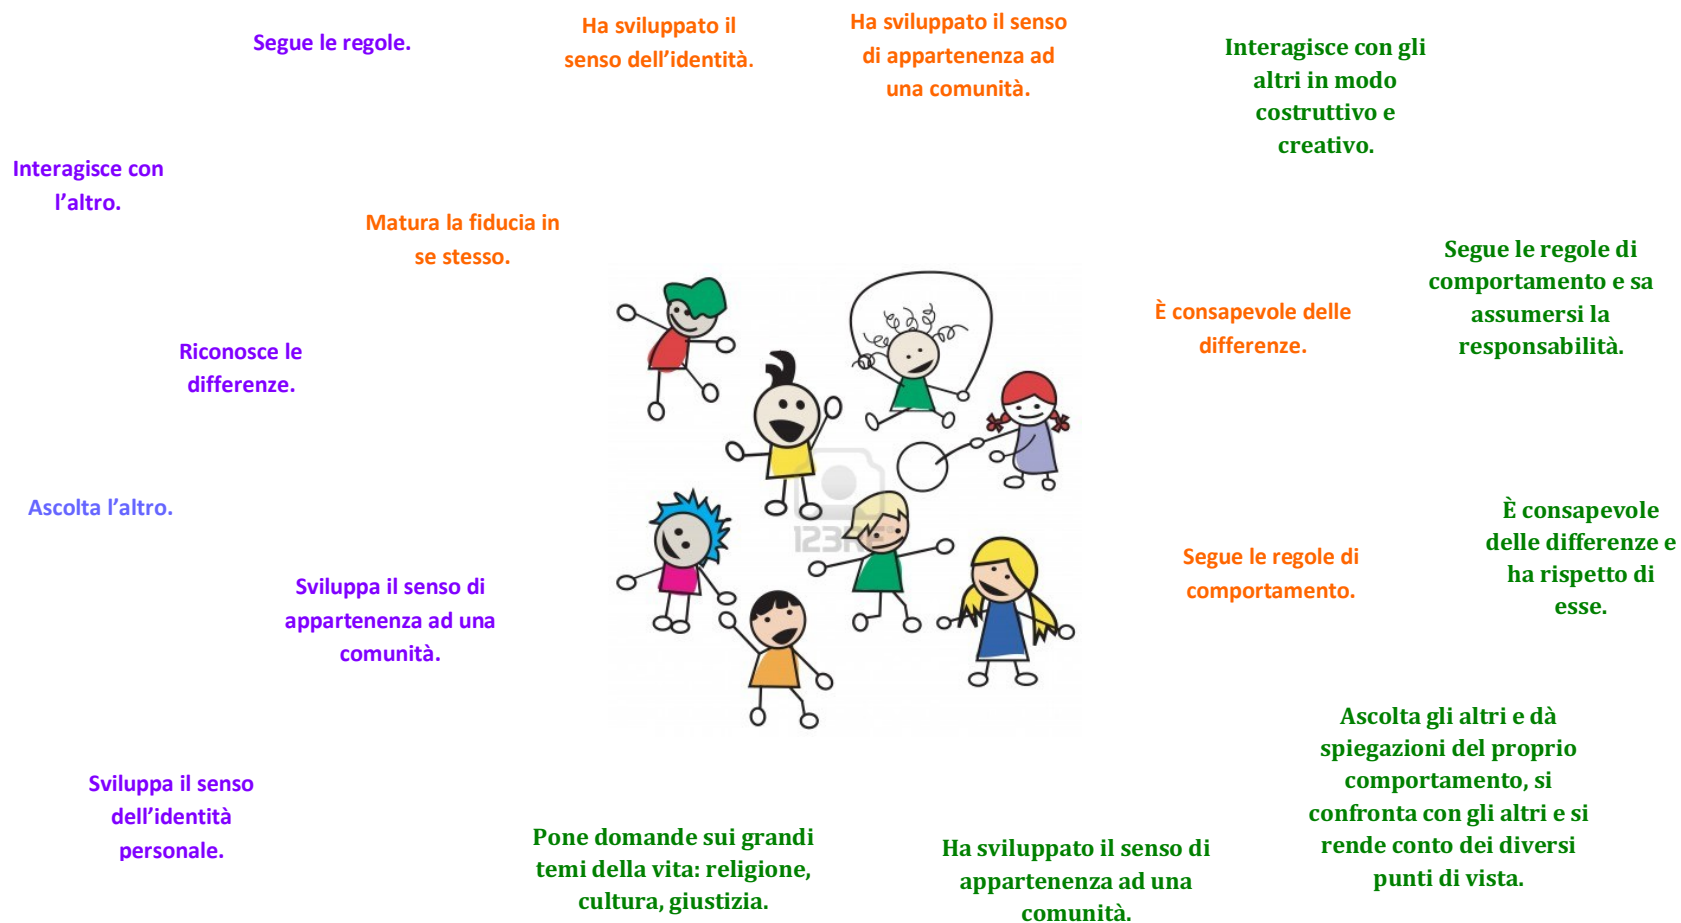 Segue le regole.
Ha sviluppato il
senso dell’identità.
Ha sviluppato il senso
di appartenenza ad
una comunità.
Interagisce con gli
altri in modo
costruttivo e
creativo.
Interagisce con
l’altro.
Matura la fiducia in
se stesso.
Segue le regole di
comportamento e sa
assumersi la
responsabilità.
È consapevole delle
differenze.
Riconosce le
differenze.
Ascolta l’altro.
È consapevole
delle differenze e
ha rispetto di
esse.
123RF
Segue le regole di
comportamento.
Sviluppa il senso di
appartenenza ad una
comunità.
Ascolta gli altri e dà
spiegazioni del proprio
comportamento, si
confronta con gli altri e si
rende conto dei diversi
punti di vista.
Sviluppa il senso
dell’identità
personale.
Pone domande sui grandi
temi della vita: religione,
cultura, giustizia.
Ha sviluppato il senso di
appartenenza ad una
comunità.